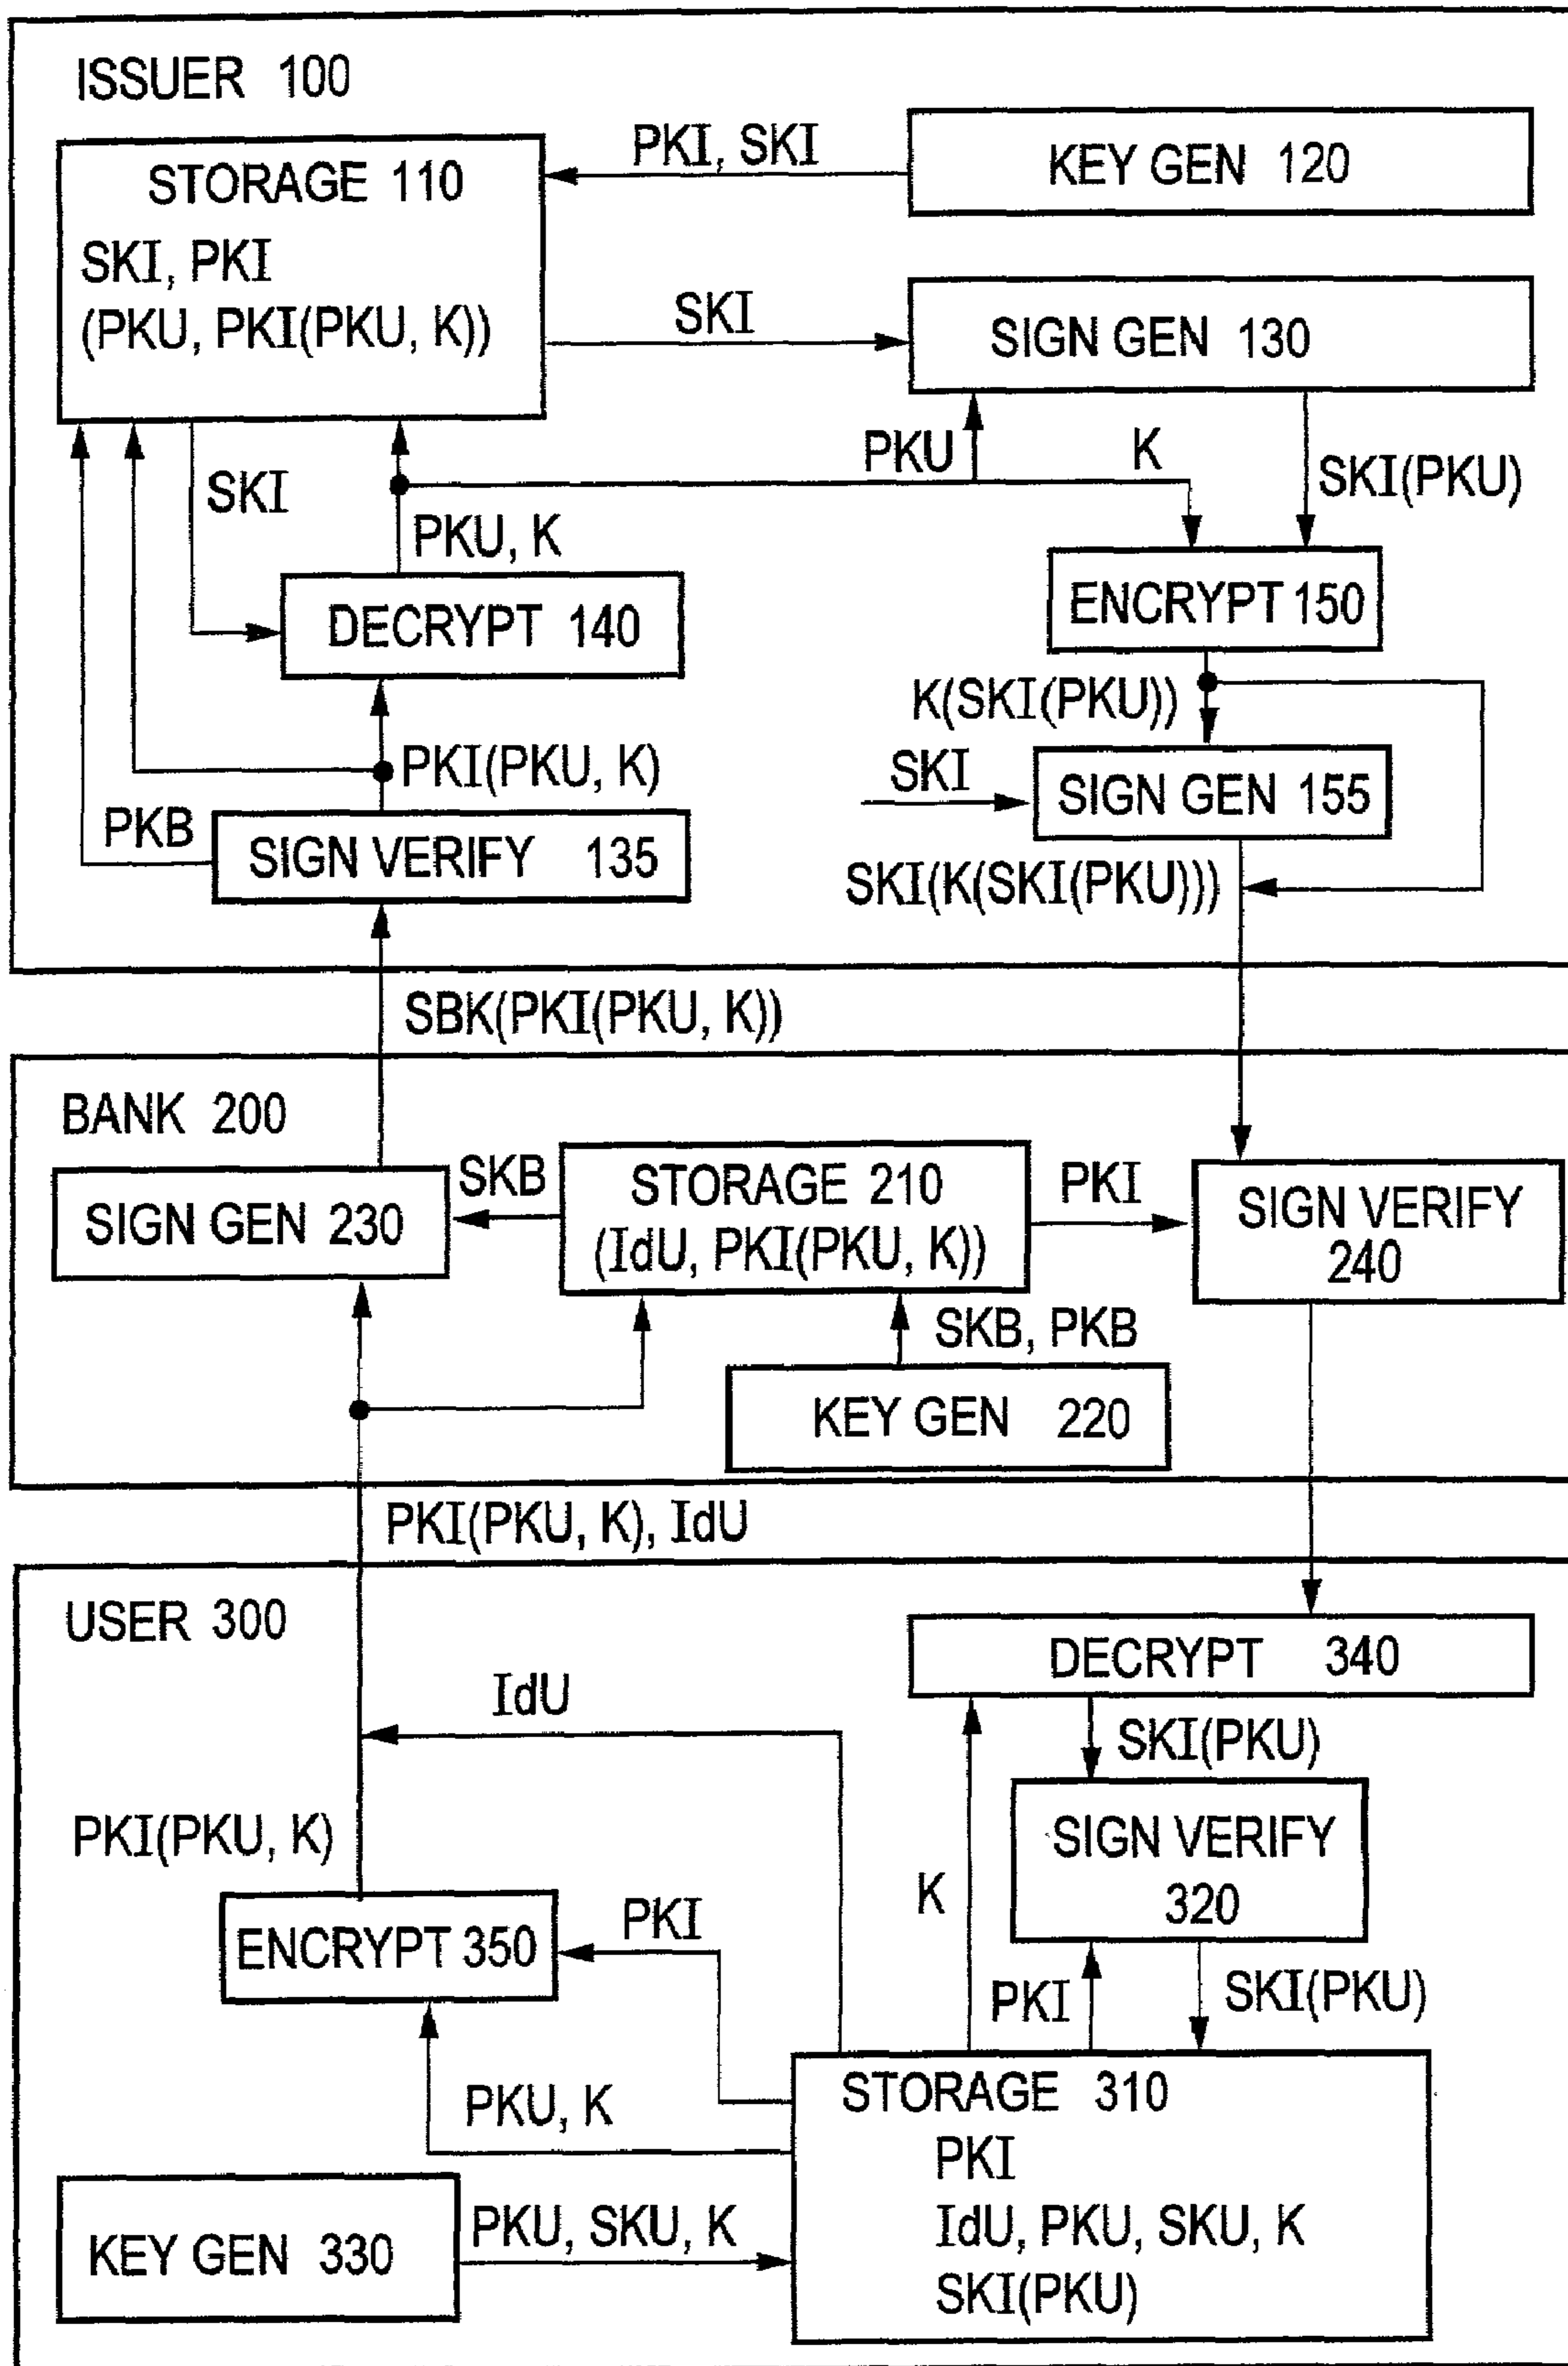 ISSUER 100
STORAGE 110
SKI, PKI
(PKU, PKI(PKU, K))
PKI, SKI
KEY GEN 120
SKI
SIGN GEN 130
SKI
PKU, K
PKU
K
SKI(PKU)
DECRYPT 140
ENCRYPT 150
PKI(PKU, K)
K(SKI(PKU))
SKI
SIGN GEN 155
PKB
SIGN VERIFY 135
SKI(K(SKI(PKU)))
SBK(PKI(PKU, K))
BANK 200
SIGN GEN 230
SKB
STORAGE 210
(IdU, PKI(PKU, K))
PKI
SIGN VERIFY
240
SKB, PKB
KEY GEN 220
PKI(PKU, K), IdU
USER 300
DECRYPT 340
IdU
SKI(PKU)
SIGN VERIFY
320
PKI(PKU, K)
K
PKI
ENCRYPT 350
PKI
SKI(PKU)
PKU, K
STORAGE 310
PKI
IdU, PKU, SKU, K
SKI(PKU)
KEY GEN 330
PKU, SKU, K